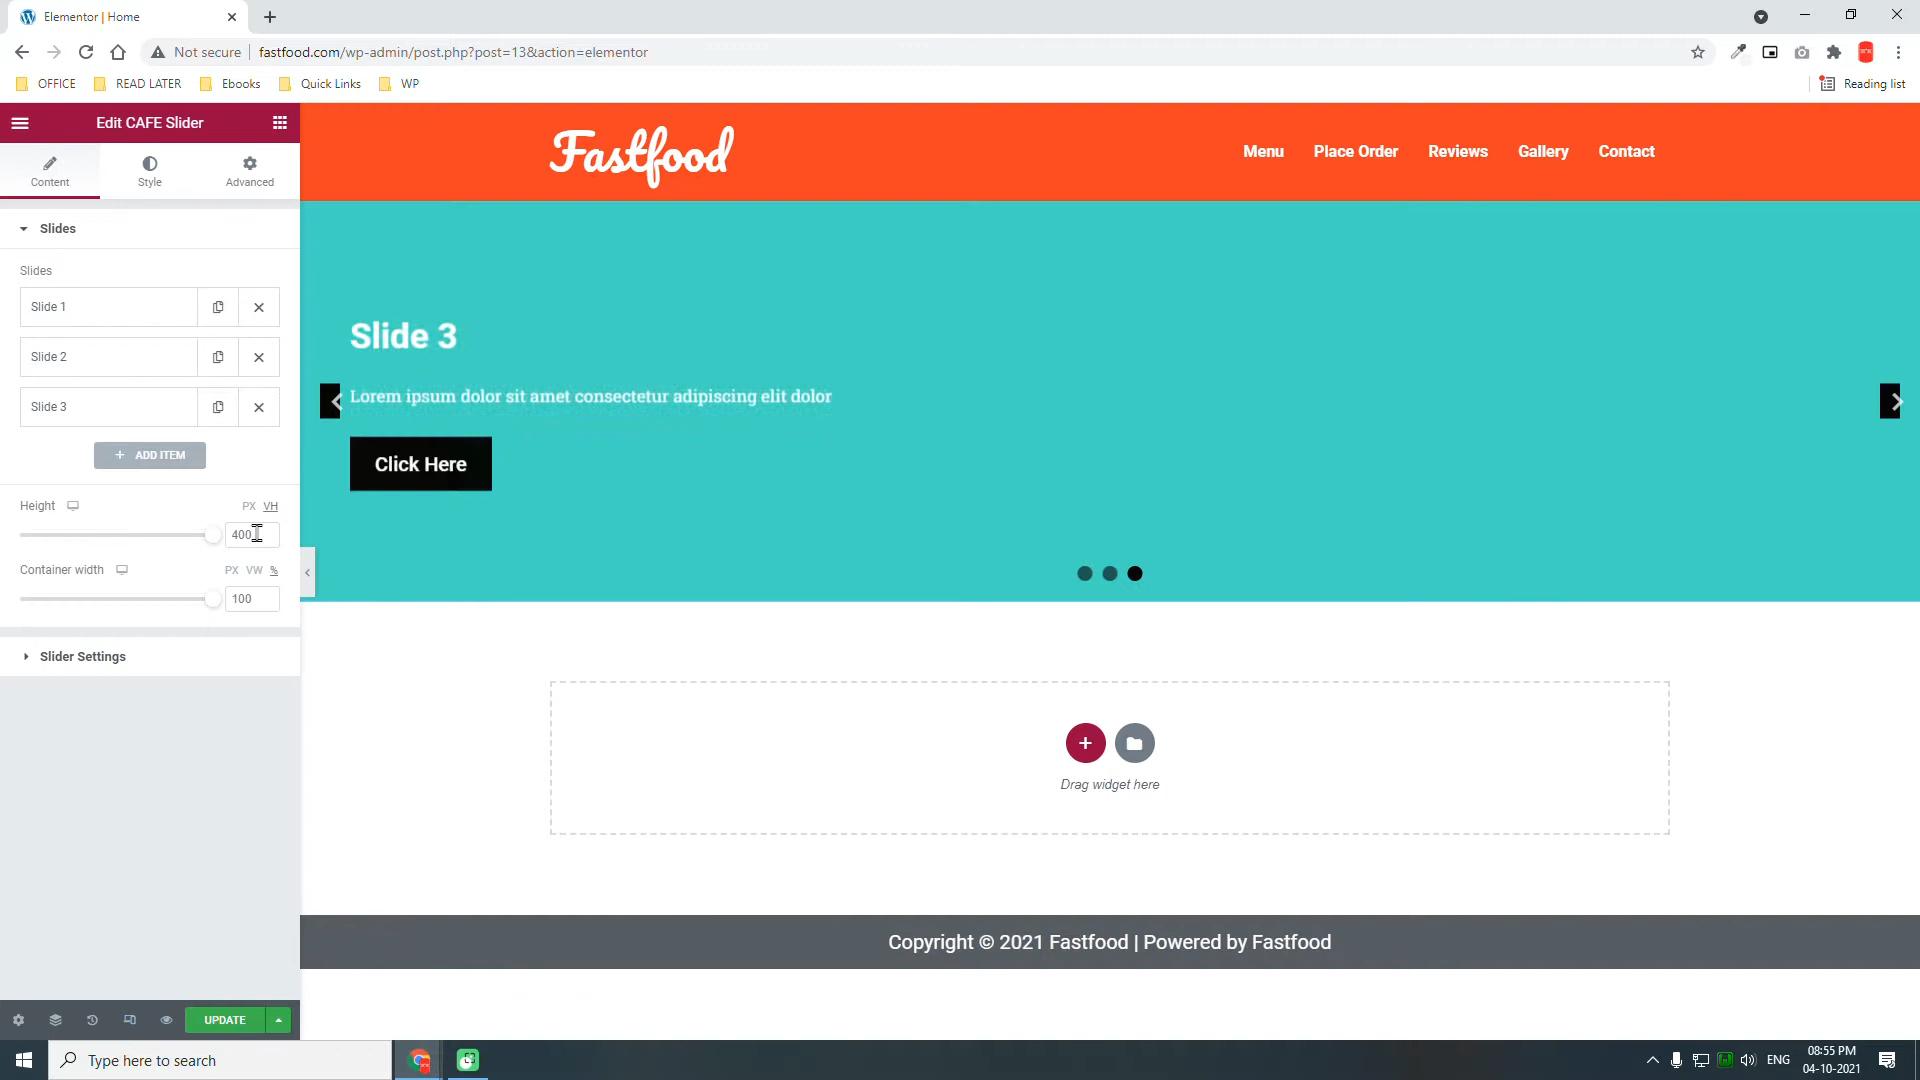 Elementor | Home
Not secure
fastfood.com/wp-admin/post.php?post=13&action=elementor
OFFICE
READ LATER
Ebooks
Quick Links
WP
Reading list
Edit CAFE Slider
Content
Style
Advanced
Slides
Slides
Slide 1
Slide 2
Slide 3
+ ADD ITEM
Height
PX VH
400
Container width
PX VW %
100
Slider Settings
UPDATE
Fastfood
Menu
Place Order
Reviews
Gallery
Contact
Slide 3
Lorem ipsum dolor sit amet consectetur adipiscing elit dolor
Click Here
Drag widget here
Copyright © 2021 Fastfood | Powered by Fastfood
Type here to search
ENG
08:55 PM
04-10-2021